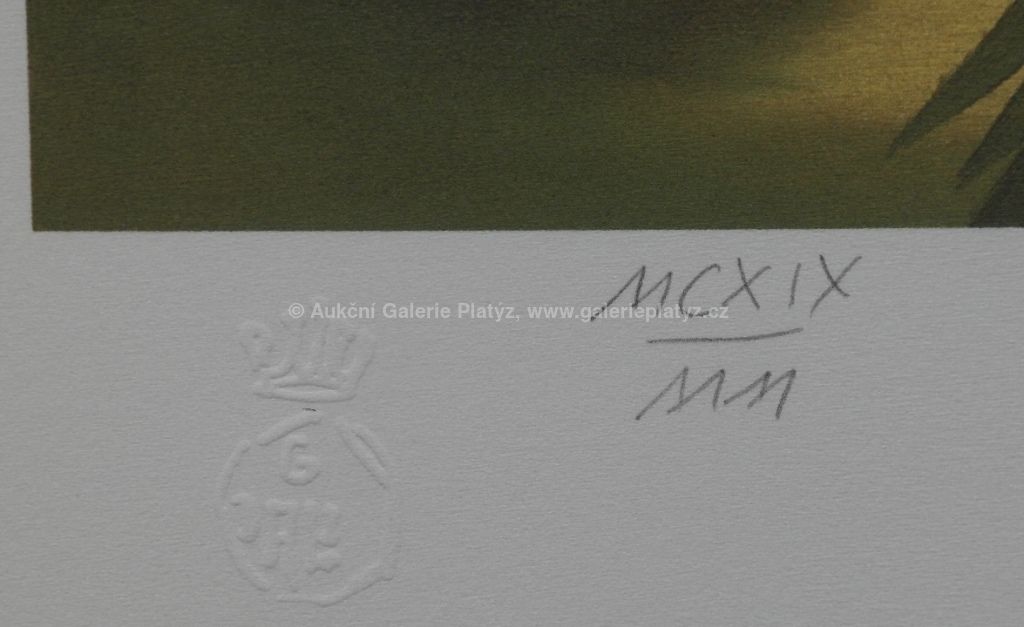 MCXIX
© Aukční Galerie Platýz, www.galerieplatyz.cz
MM
G